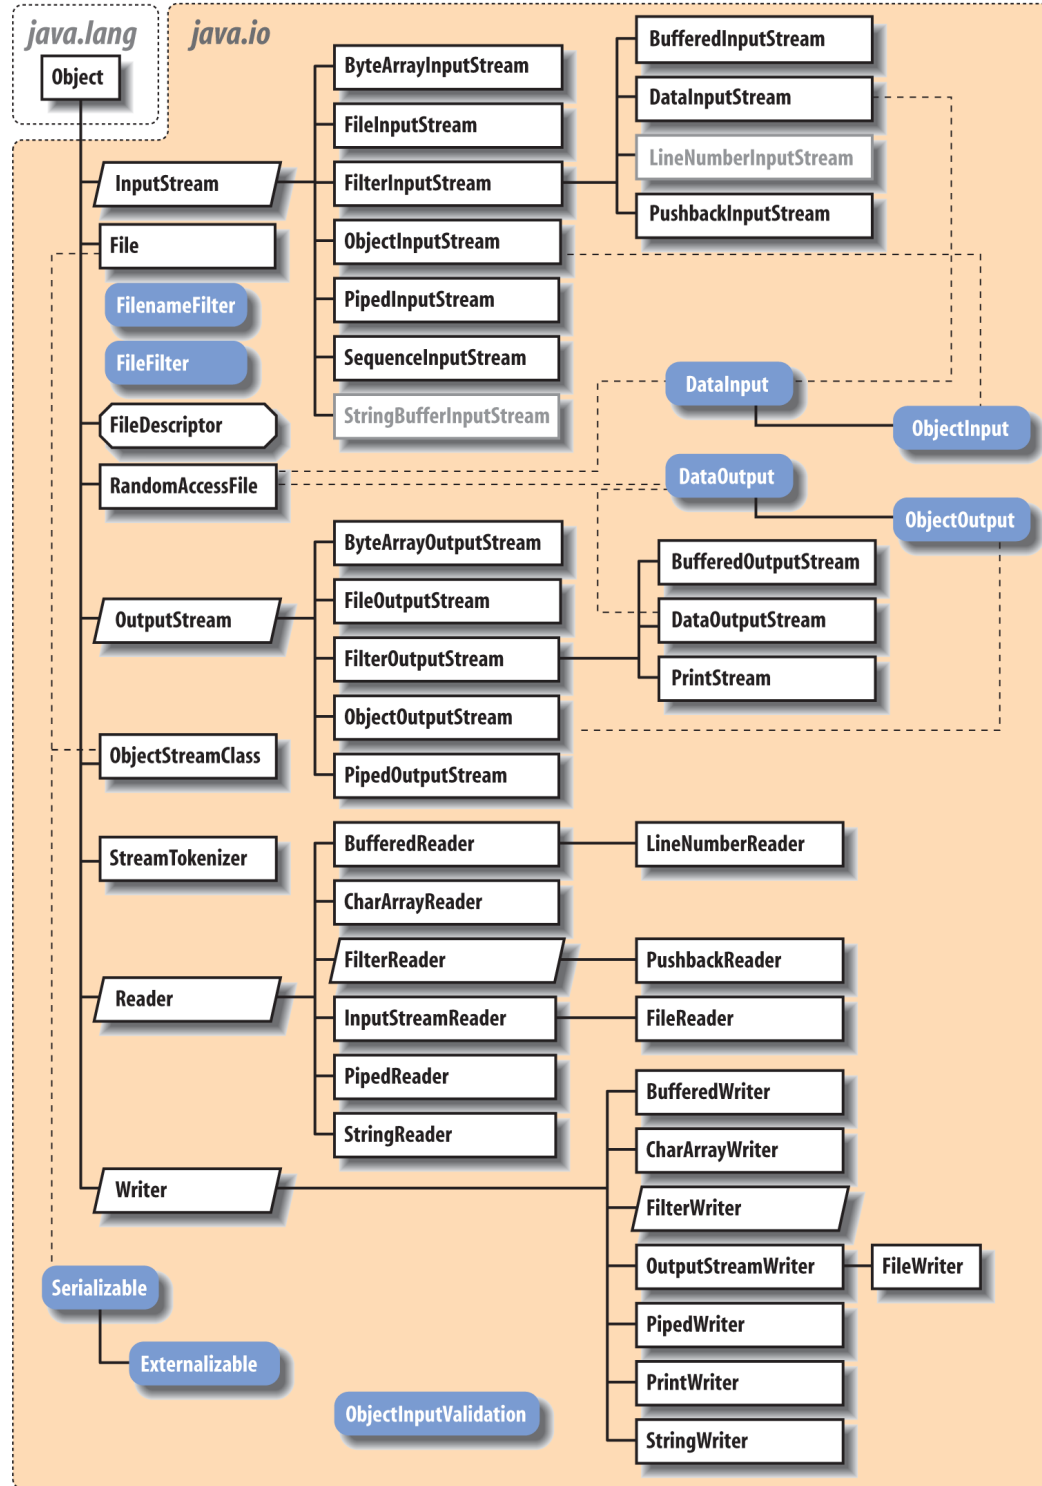 java.lang
java.io
Object
InputStream
File
FilenameFilter
FileFilter
FileDescriptor
RandomAccessFile
OutputStream
ObjectStreamClass
StreamTokenizer
Reader
Writer
Serializable
Externalizable
ByteArrayInputStream
FileInputStream
FilterInputStream
ObjectInputStream
PipedInputStream
SequenceInputStream
StringBufferInputStream
ByteArrayOutputStream
FileOutputStream
FilterOutputStream
ObjectOutputStream
PipedOutputStream
BufferedReader
CharArrayReader
FilterReader
InputStreamReader
PipedReader
StringReader
ObjectInputValidation
BufferedInputStream
DataInputStream
LineNumberInputStream
PushbackInputStream
DataInput
ObjectInput
DataOutput
ObjectOutput
BufferedOutputStream
DataOutputStream
PrintStream
LineNumberReader
PushbackReader
FileReader
BufferedWriter
CharArrayWriter
FilterWriter
OutputStreamWriter
FileWriter
PipedWriter
PrintWriter
StringWriter